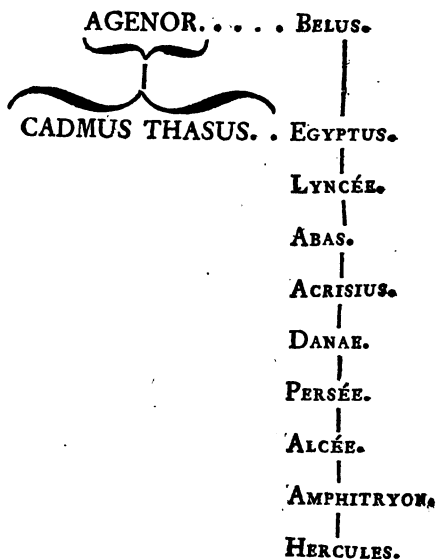 AGENOR. . . . . BELUS.
CADMUS THASUS. . EGYPTUS.
LYNCÉE.
ABAS.
ACRISIUS.
DANAE.
PERSÉE.
ALCÉE.
AMPHITRYON.
HERCULES.